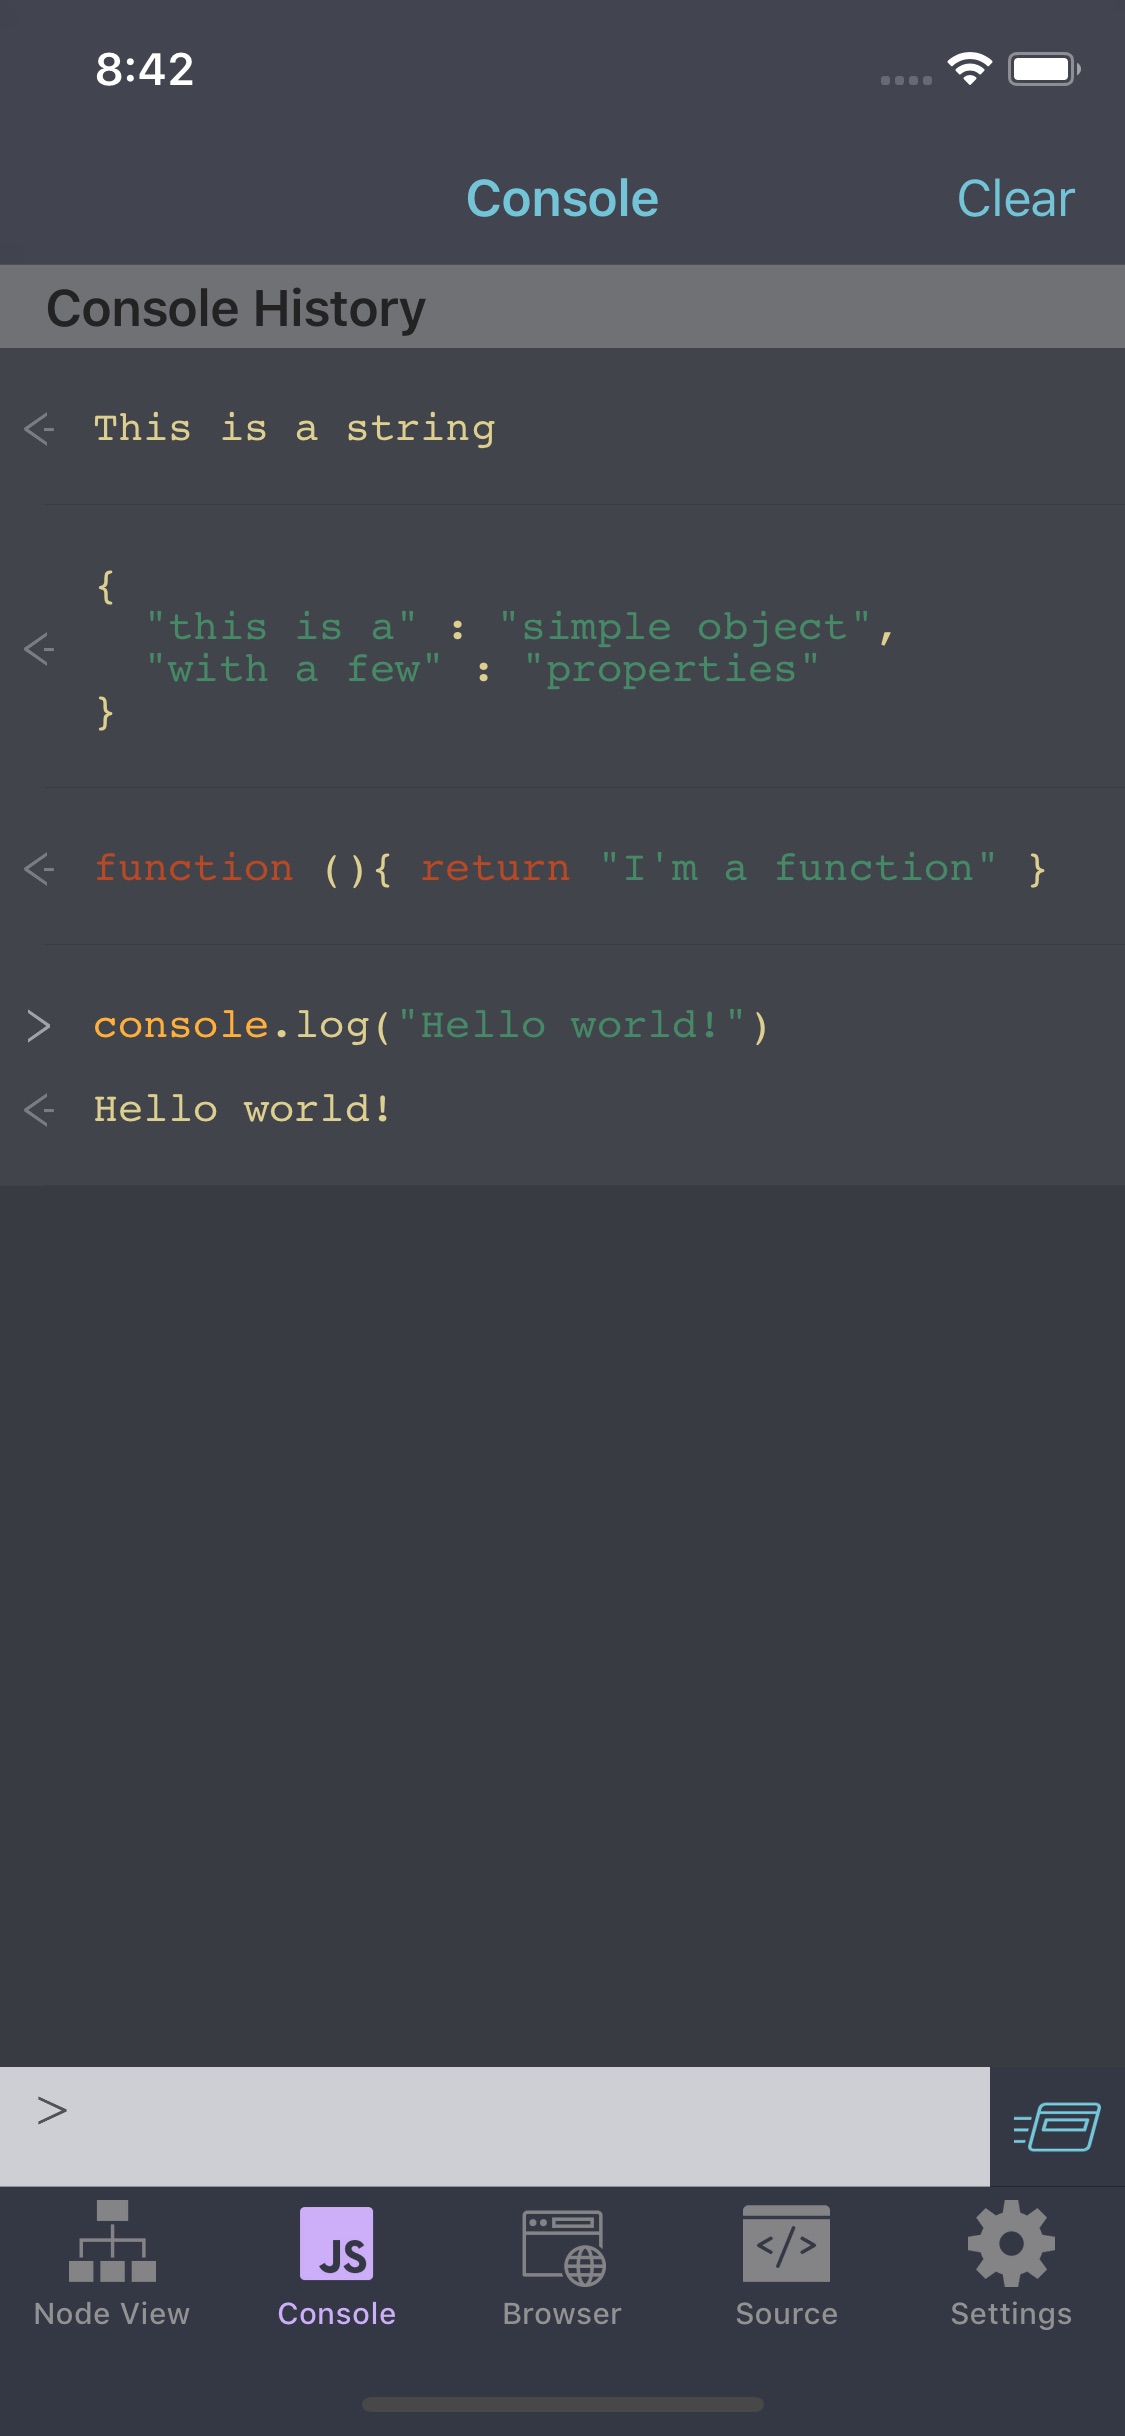 8:42
Console
Clear
Console History
<- This is a string
{
"this is a" : "simple object",
<- "with a few" : "properties"
}
<- function (){ return "I'm a function" }
> console.log("Hello world!")
<- Hello world!
>
JS
</>
Node View
Console
Browser
Source
Settings